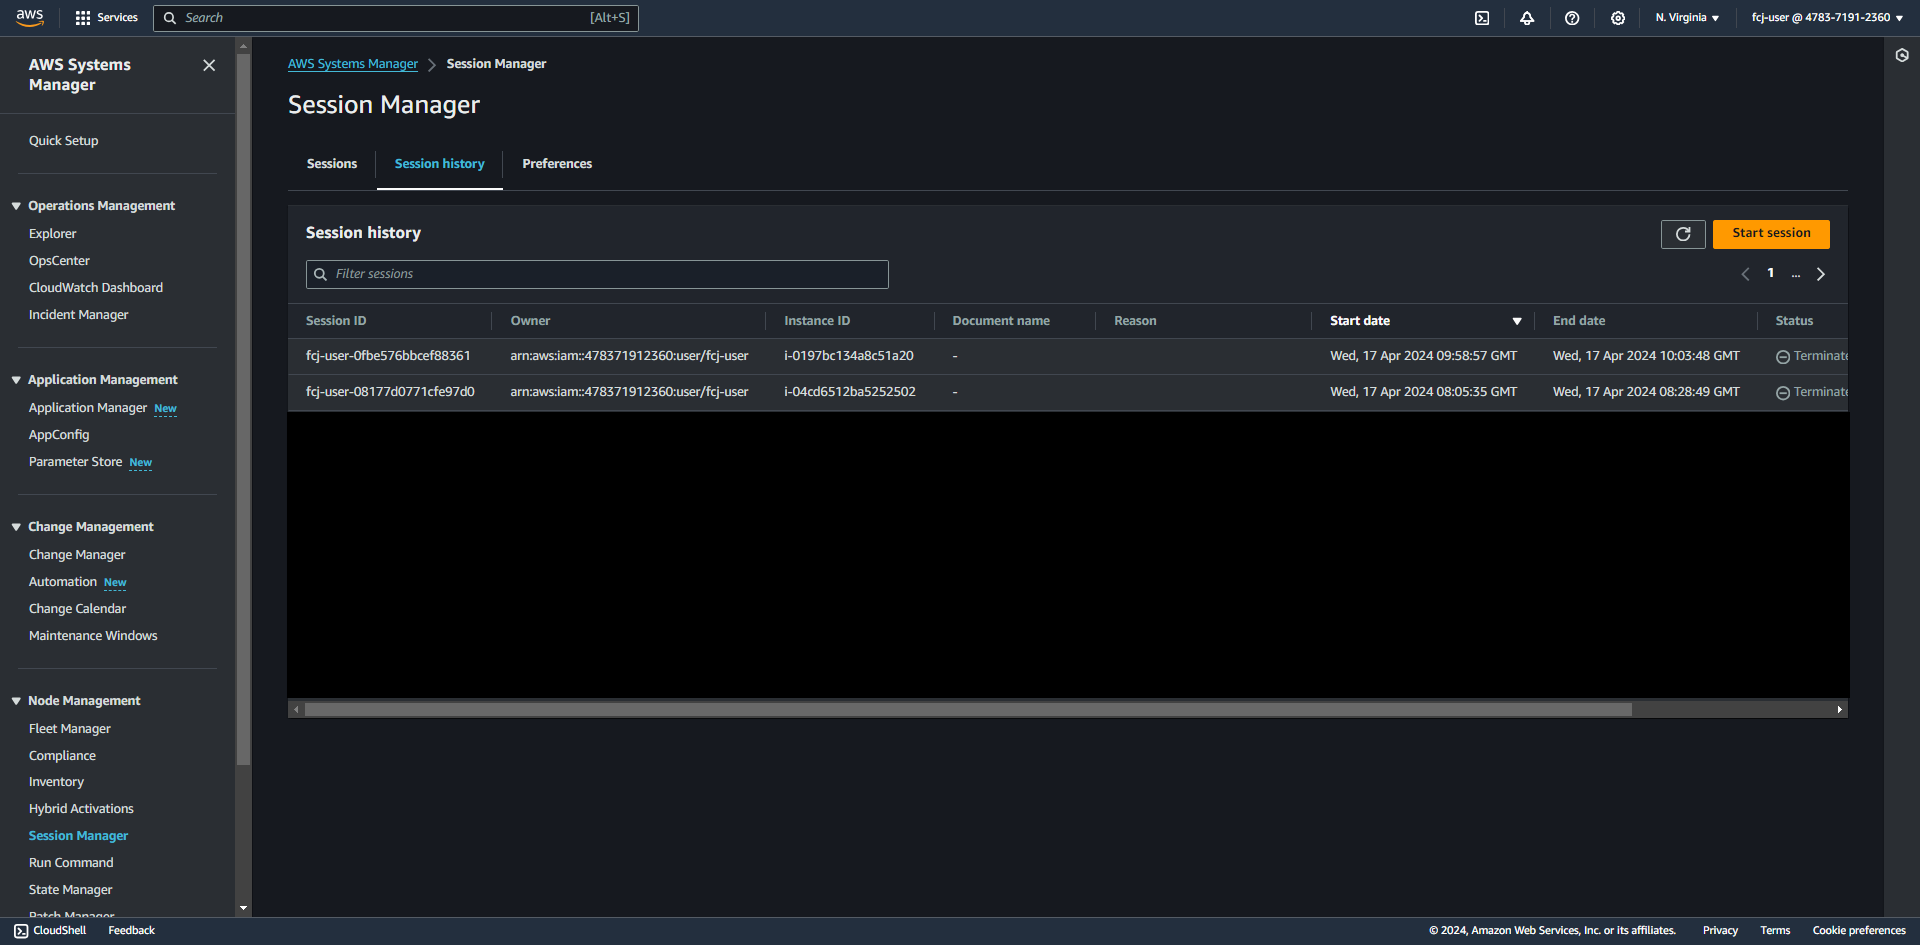 aws
Services
Search
[Alt+S]
N. Virginia
fcj-user @ 4783-7191-2360
AWS Systems
Manager
Quick Setup
Operations Management
Explorer
OpsCenter
CloudWatch Dashboard
Incident Manager
Application Management
Application Manager New
AppConfig
Parameter Store New
Change Management
Change Manager
Automation New
Change Calendar
Maintenance Windows
Node Management
Fleet Manager
Compliance
Inventory
Hybrid Activations
Session Manager
Run Command
State Manager
Patch Manager
AWS Systems Manager
Session Manager
Session Manager
Sessions
Session history
Preferences
Session history
Start session
Filter sessions
1 ...
Session ID Owner Instance ID Document name Reason Start date End date Status
fcj-user-0fbe576bbcef88361 arn:aws:iam::478371912360:user/fcj-user i-0197bc134a8c51a20 - Wed, 17 Apr 2024 09:58:57 GMT Wed, 17 Apr 2024 10:03:48 GMT Terminate
fcj-user-08177d0771cfe97d0 arn:aws:iam::478371912360:user/fcj-user i-04cd6512ba5252502 - Wed, 17 Apr 2024 08:05:35 GMT Wed, 17 Apr 2024 08:28:49 GMT Terminate
CloudShell
Feedback
© 2024, Amazon Web Services, Inc. or its affiliates.
Privacy
Terms
Cookie preferences